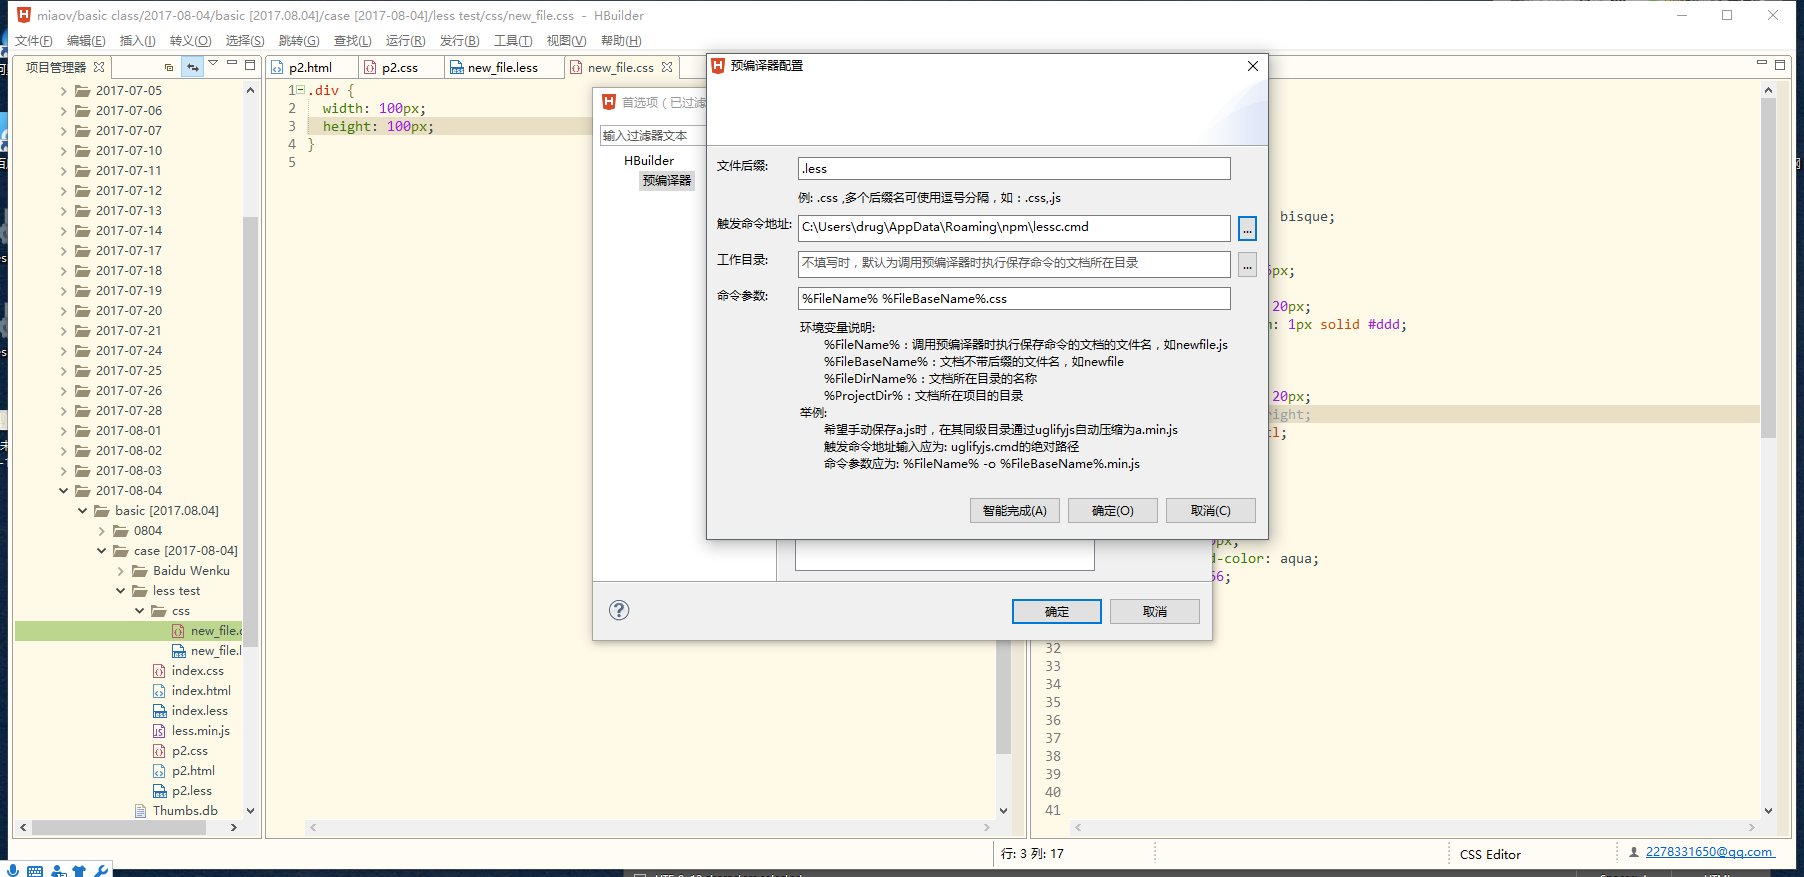 miaov/basic class/2017-08-04/basic [2017.08.04]/case [2017-08-04]/less test/css/new_file.css - HBuilder
文件(F) 编辑(E) 插入(I) 转义(O) 选择(S) 跳转(G) 查找(L) 运行(R) 发行(B) 工具(T) 视图(V) 帮助(H)
项目管理器
2017-07-05
2017-07-06
2017-07-07
2017-07-10
2017-07-11
2017-07-12
2017-07-13
2017-07-14
2017-07-17
2017-07-18
2017-07-19
2017-07-20
2017-07-21
2017-07-24
2017-07-25
2017-07-26
2017-07-28
2017-08-01
2017-08-02
2017-08-03
2017-08-04
basic [2017.08.04]
0804
case [2017-08-04]
Baidu Wenku
less test
css
new_file.c
new_file.l
index.css
index.html
index.less
less.min.js
p2.css
p2.html
p2.less
Thumbs.db
p2.html p2.css new_file.less new_file.css
1 .div {
2 width: 100px;
3 height: 100px;
4 }
5
首选项（已过滤
输入过滤器文本
HBuilder
预编译器
确定 取消
预编译器配置
文件后缀: .less
例: .css ,多个后缀名可使用逗号分隔，如：.css,.js
触发命令地址: C:\Users\drug\AppData\Roaming\npm\lessc.cmd ...
工作目录: 不填写时，默认为调用预编译器时执行保存命令的文档所在目录 ...
命令参数: %FileName% %FileBaseName%.css
环境变量说明:
%FileName%：调用预编译器时执行保存命令的文档的文件名，如newfile.js
%FileBaseName%：文档不带后缀的文件名，如newfile
%FileDirName%：文档所在目录的名称
%ProjectDir%：文档所在项目的目录
举例:
希望手动保存a.js时，在其同级目录通过uglifyjs自动压缩为a.min.js
触发命令地址输入应为: uglifyjs.cmd的绝对路径
命令参数应为: %FileName% -o %FileBaseName%.min.js
智能完成(A) 确定(O) 取消(C)
bisque;
px;
20px;
: 1px solid #ddd;
20px;
ight;
l;
px;
d-color: aqua;
66;
32
33
34
35
36
37
38
39
40
41
行: 3 列: 17
CSS Editor
2278331650@qq.com